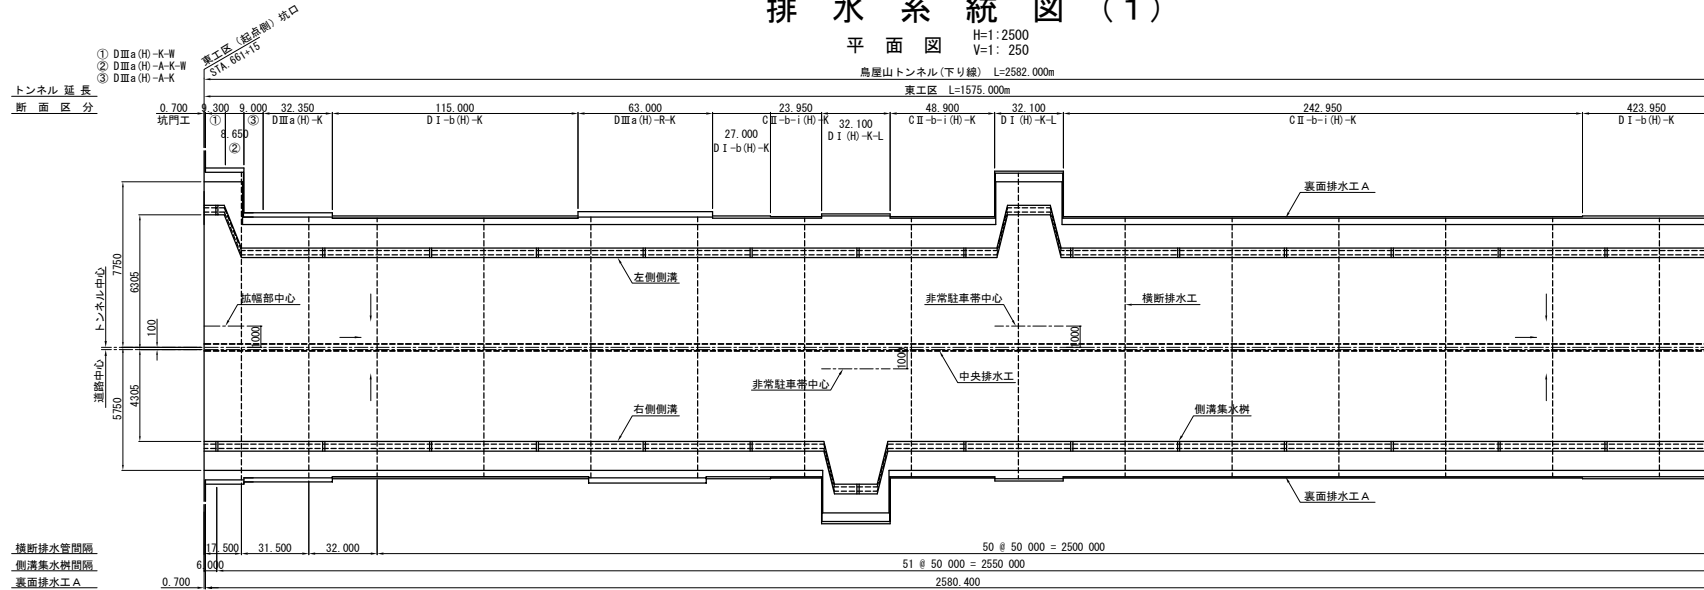 排 水 系 統 図 （１）
平 面 図 H=1:2500
V=1: 250
東工区（起点側）坑口
STA.661+15
① DⅢa(H)-K-W
② DⅢa(H)-A-K-W
③ DⅢa(H)-A-K
鳥屋山トンネル(下り線) L=2582.000m
トンネル 延 長
東工区 L=1575.000m
断 面 区 分
0.700 9.300 9.000 32.350 115.000 63.000 23.950 48.900 32.100 242.950 423.950
坑門工 ① ③ DⅢa(H)-K DⅠ-b(H)-K DⅢa(H)-R-K CⅡ-b-i(H)-K CⅡ-b-i(H)-K DⅠ(H)-K-L CⅡ-b-i(H)-K DⅠ-b(H)-K
8.650
②
27.000
DⅠ-b(H)-K
32.100
DⅠ(H)-K-L
裏面排水工A
左側側溝
7750
6305
トンネル中心
100
拡幅部中心
1000
非常駐車帯中心
1000
横断排水工
道路中心
5750
4305
1000
非常駐車帯中心
中央排水工
右側側溝
側溝集水桝
裏面排水工A
横断排水管間隔
17.500 31.500 32.000 50 @ 50 000 = 2500 000
側溝集水桝間隔
6.000 51 @ 50 000 = 2550 000
裏面排水工A
0.700 2580.400